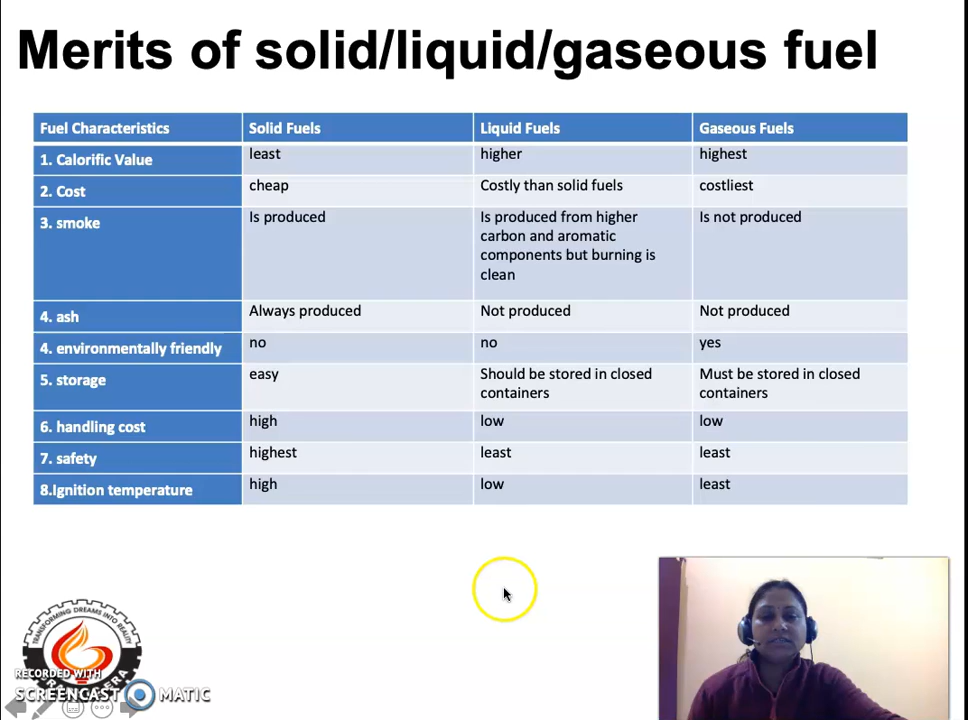 Merits of solid/liquid/gaseous fuel
Fuel Characteristics Solid Fuels Liquid Fuels Gaseous Fuels
1. Calorific Value least higher highest
2. Cost cheap Costly than solid fuels costliest
3. smoke Is produced Is produced from higher Is not produced
carbon and aromatic
components but burning is
clean
4. ash Always produced Not produced Not produced
4. environmentally friendly no no yes
5. storage easy Should be stored in closed Must be stored in closed
containers containers
6. handling cost high low low
7. safety highest least least
8.Ignition temperature high low least
TRANSFORMING DREAMS INTO REALITY
RECORDED WITH
SCREENCAST MATIC